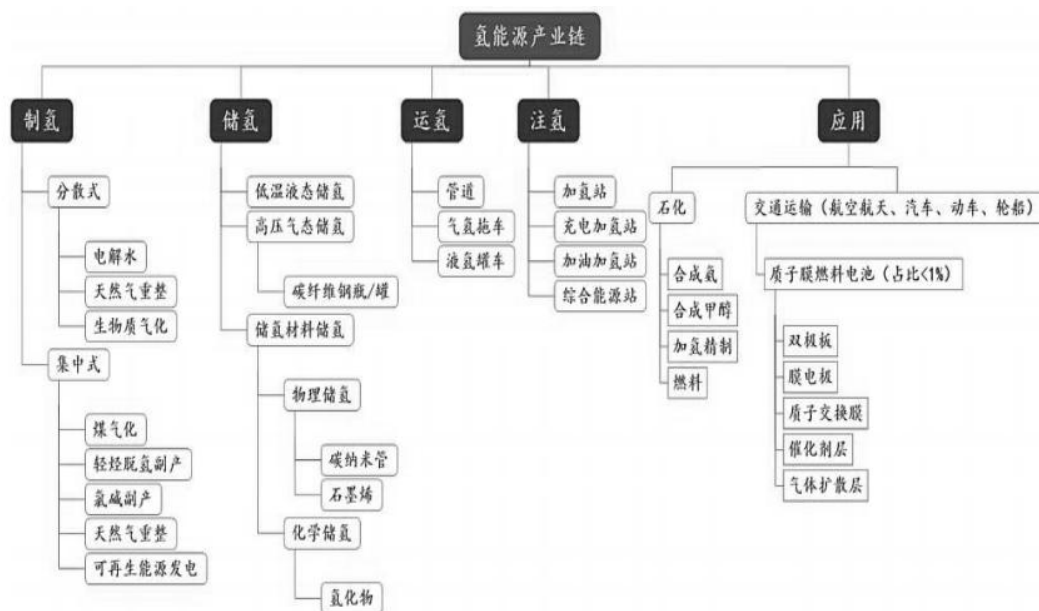 氢能源产业链
制氢
储氢
运氢
注氢
应用
分散式
电解水
天然气重整
生物质气化
集中式
煤气化
轻烃脱氢副产
氯碱副产
天然气重整
可再生能源发电
低温液态储氢
高压气态储氢
碳纤维钢瓶/罐
储氢材料储氢
物理储氢
碳纳米管
石墨烯
化学储氢
氢化物
管道
气氢拖车
液氢罐车
加氢站
充电加氢站
加油加氢站
综合能源站
石化
合成氨
合成甲醇
加氢精制
燃料
交通运输（航空航天、汽车、动车、轮船）
质子膜燃料电池（占比<1%）
双极板
膜电极
质子交换膜
催化剂层
气体扩散层